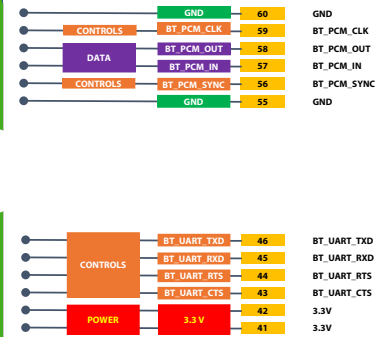 GND 60 GND
CONTROLS BT_PCM_CLK 59 BT_PCM_CLK
BT_PCM_OUT 58 BT_PCM_OUT
DATA
BT_PCM_IN 57 BT_PCM_IN
CONTROLS BT_PCM_SYNC 56 BT_PCM_SYNC
GND 55 GND
BT_UART_TXD 46 BT_UART_TXD
BT_UART_RXD 45 BT_UART_RXD
CONTROLS
BT_UART_RTS 44 BT_UART_RTS
BT_UART_CTS 43 BT_UART_CTS
42 3.3V
POWER 3.3 V
41 3.3V